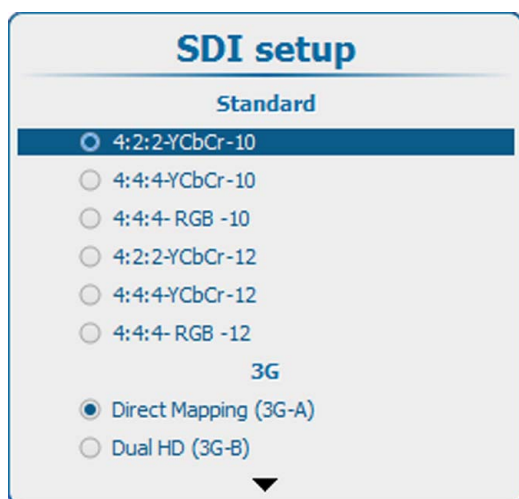 SDI setup
Standard
4:2:2-YCbCr-10
4:4:4-YCbCr-10
4:4:4- RGB -10
4:2:2-YCbCr-12
4:4:4-YCbCr-12
4:4:4- RGB -12
3G
Direct Mapping (3G-A)
Dual HD (3G-B)